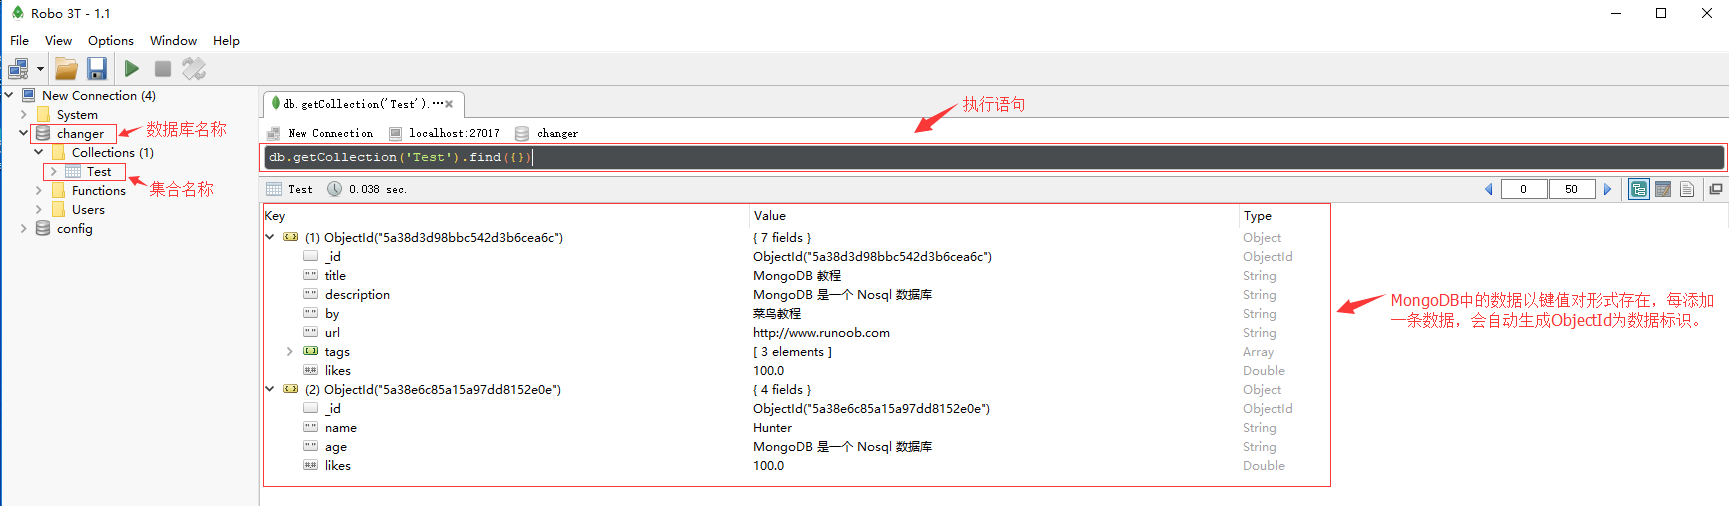 Robo 3T - 1.1
File View Options Window Help
New Connection (4)
System
changer
数据库名称
Collections (1)
Test
集合名称
Functions
Users
config
db.getCollection('Test').···
执行语句
New Connection localhost:27017 changer
db.getCollection('Test').find({})
Test 0.038 sec. 0 50
Key Value Type
(1) ObjectId("5a38d3d98bbc542d3b6cea6c") { 7 fields } Object
_id ObjectId("5a38d3d98bbc542d3b6cea6c") ObjectId
title MongoDB 教程 String
description MongoDB 是一个 Nosql 数据库 String
by 菜鸟教程 String
url http://www.runoob.com String
tags [ 3 elements ] Array
likes 100.0 Double
(2) ObjectId("5a38e6c85a15a97dd8152e0e") { 4 fields } Object
_id ObjectId("5a38e6c85a15a97dd8152e0e") ObjectId
name Hunter String
age MongoDB 是一个 Nosql 数据库 String
likes 100.0 Double
MongoDB中的数据以键值对形式存在，每添加
一条数据，会自动生成ObjectId为数据标识。